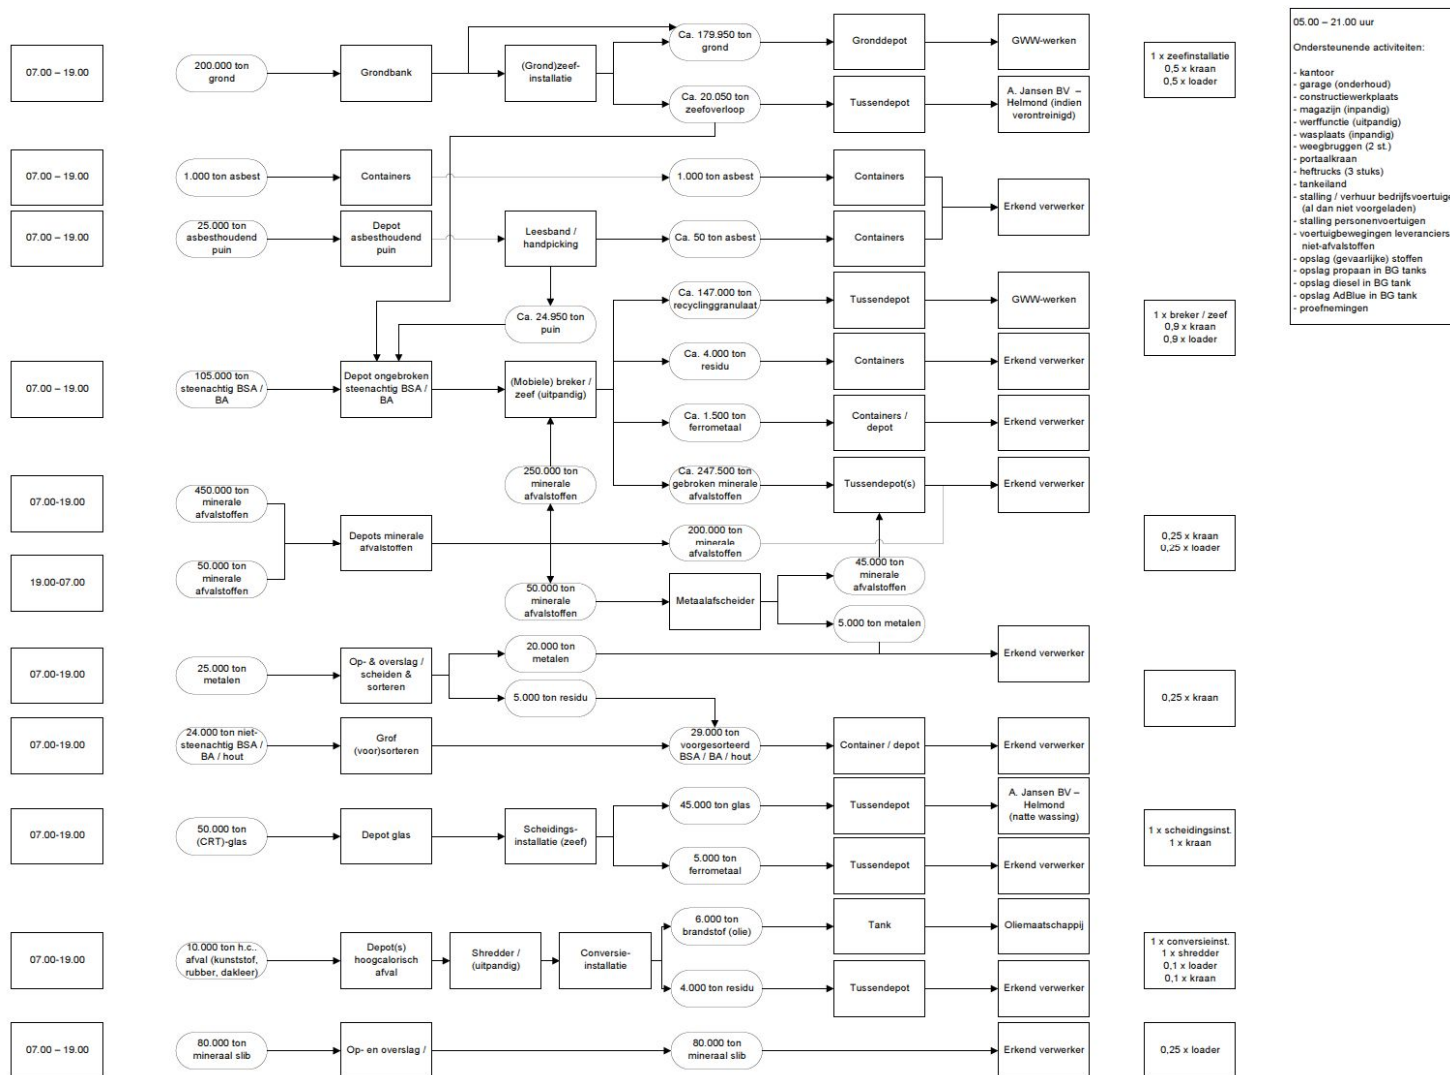 07.00 – 19.00
200.000 ton
grond
Grondbank
(Grond)zeef-
installatie
Ca. 179.950 ton
grond
Gronddepot
GWW-werken
Ca. 20.050 ton
zeefoverloop
Tussendepot
A. Jansen BV –
Helmond (indien
verontreinigd)
1 x zeefinstallatie
0,5 x kraan
0,5 x loader
07.00 – 19.00
1.000 ton asbest
Containers
1.000 ton asbest
Containers
Erkend verwerker
07.00 – 19.00
25.000 ton
asbesthoudend
puin
Depot
asbesthoudend
puin
Leesband /
handpicking
Ca. 50 ton asbest
Containers
Ca. 24.950 ton
puin
Ca. 147.000 ton
recyclinggranulaat
Tussendepot
GWW-werken
1 x breker / zeef
0,9 x kraan
0,9 x loader
07.00 – 19.00
105.000 ton
steenachtig BSA /
BA
Depot ongebroken
steenachtig BSA /
BA
(Mobiele) breker /
zeef (uitpandig)
Ca. 4.000 ton
residu
Containers
Erkend verwerker
Ca. 1.500 ton
ferrometaal
Containers /
depot
Erkend verwerker
250.000 ton
minerale
afvalstoffen
Ca. 247.500 ton
gebroken minerale
afvalstoffen
Tussendepot(s)
Erkend verwerker
07.00-19.00
450.000 ton
minerale
afvalstoffen
Depots minerale
afvalstoffen
200.000 ton
minerale
afvalstoffen
0,25 x kraan
0,25 x loader
19.00-07.00
50.000 ton
minerale
afvalstoffen
50.000 ton
minerale
afvalstoffen
Metaalafscheider
45.000 ton
minerale
afvalstoffen
5.000 ton metalen
07.00-19.00
25.000 ton
metalen
Op- & overslag /
scheiden &
sorteren
20.000 ton
metalen
5.000 ton residu
Erkend verwerker
0,25 x kraan
07.00-19.00
24.000 ton niet-
steenachtig BSA /
BA / hout
Grof
(voor)sorteren
29.000 ton
voorgesorteerd
BSA / BA / hout
Container / depot
Erkend verwerker
07.00-19.00
50.000 ton
(CRT)-glas
Depot glas
Scheidings-
installatie (zeef)
45.000 ton glas
Tussendepot
A. Jansen BV –
Helmond
(natte wassing)
5.000 ton
ferrometaal
Tussendepot
Erkend verwerker
1 x scheidingsinst.
1 x kraan
07.00-19.00
10.000 ton h.c..
afval (kunststof,
rubber, dakleer)
Depot(s)
hoogcalorisch
afval
Shredder /
(uitpandig)
Conversie-
installatie
6.000 ton
brandstof (olie)
Tank
Oliemaatschappij
4.000 ton residu
Tussendepot
Erkend verwerker
1 x conversieinst.
1 x shredder
0,1 x loader
0,1 x kraan
07.00 – 19.00
80.000 ton
mineraal slib
Op- en overslag /
80.000 ton
mineraal slib
Erkend verwerker
0,25 x loader
05.00 – 21.00 uur
Ondersteunende activiteiten:
- kantoor
- garage (onderhoud)
- constructiewerkplaats
- magazijn (inpandig)
- werffunctie (uitpandig)
- wasplaats (inpandig)
- weegbruggen (2 st.)
- portaalkraan
- heftrucks (3 stuks)
- tankeiland
- stalling / verhuur bedrijfsvoertuige
(al dan niet voorgeladen)
- stalling personenvoertuigen
- voertuigbewegingen leveranciers
niet-afvalstoffen
- opslag (gevaarlijke) stoffen
- opslag propaan in BG tanks
- opslag diesel in BG tank
- opslag AdBlue in BG tank
- proefnemingen